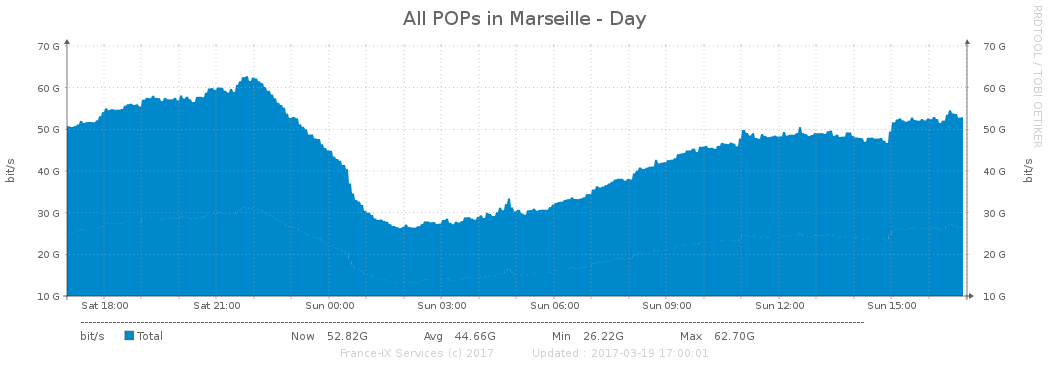 All POPs in Marseille - Day
RRDTOOL / TOBI OETIKER
70 G 70 G
60 G 60 G
50 G 50 G
40 G 40 G
30 G 30 G
20 G 20 G
10 G 10 G
bit/s bit/s
Sat 18:00 Sat 21:00 Sun 00:00 Sun 03:00 Sun 06:00 Sun 09:00 Sun 12:00 Sun 15:00
bit/s Total Now 52.82G Avg 44.66G Min 26.22G Max 62.70G
France-IX Services (c) 2017 Updated : 2017-03-19 17:00:01